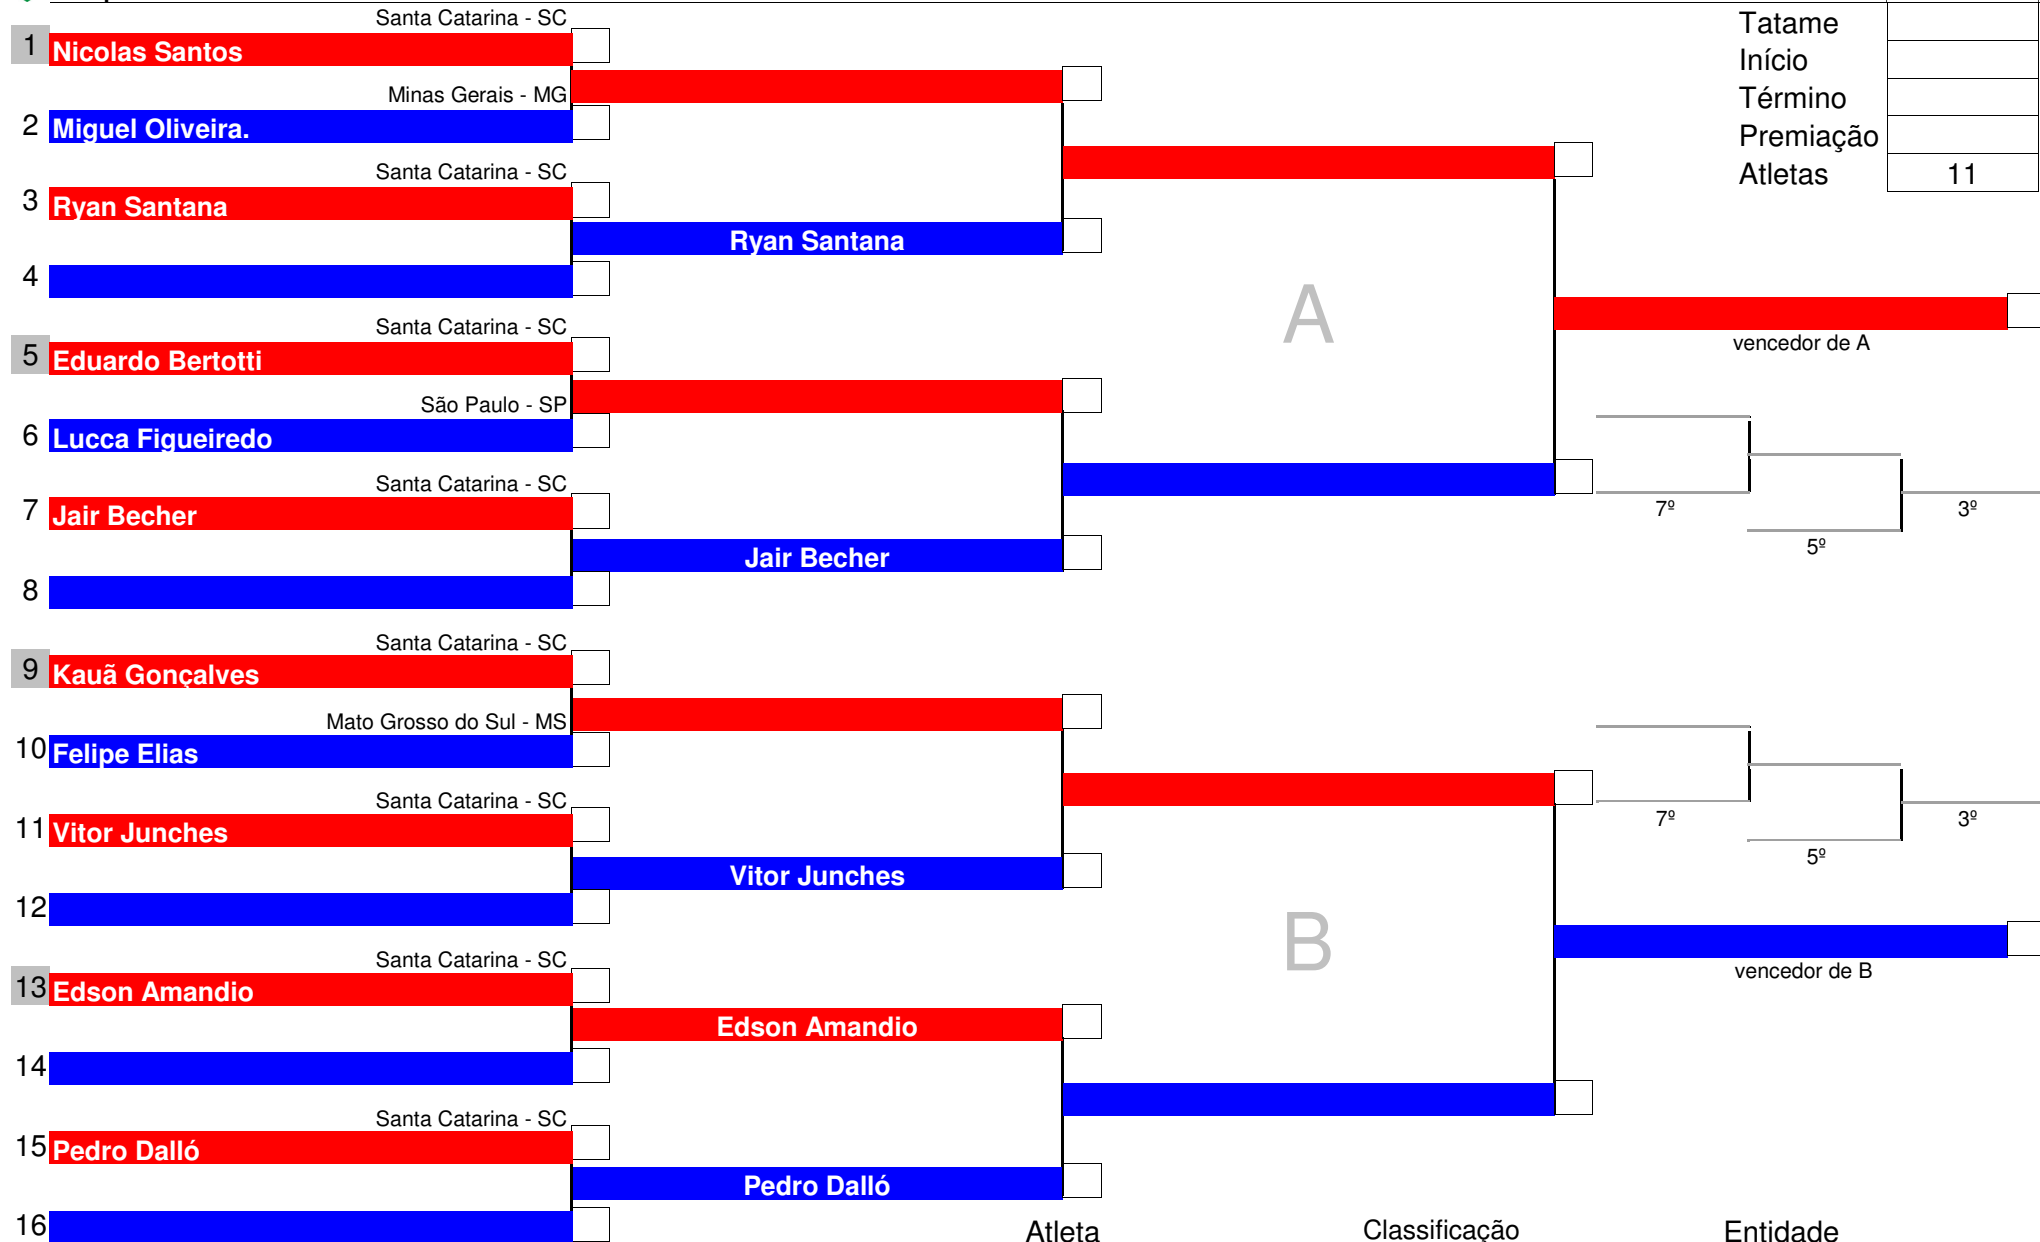 Santa Catarina - SC
1 Nicolas Santos
Minas Gerais - MG
2 Miguel Oliveira.
Santa Catarina - SC
3 Ryan Santana
Ryan Santana
4
Santa Catarina - SC
5 Eduardo Bertotti
São Paulo - SP
6 Lucca Figueiredo
Santa Catarina - SC
7 Jair Becher
Jair Becher
8
Santa Catarina - SC
9 Kauã Gonçalves
Mato Grosso do Sul - MS
10 Felipe Elias
Santa Catarina - SC
11 Vitor Junches
Vitor Junches
12
Santa Catarina - SC
13 Edson Amandio
Edson Amandio
14
Santa Catarina - SC
15 Pedro Dalló
Pedro Dalló
16
A
B
Tatame
Início
Término
Premiação
Atletas 11
vencedor de A
7º
3º
5º
7º
3º
5º
vencedor de B
Atleta Classificação Entidade